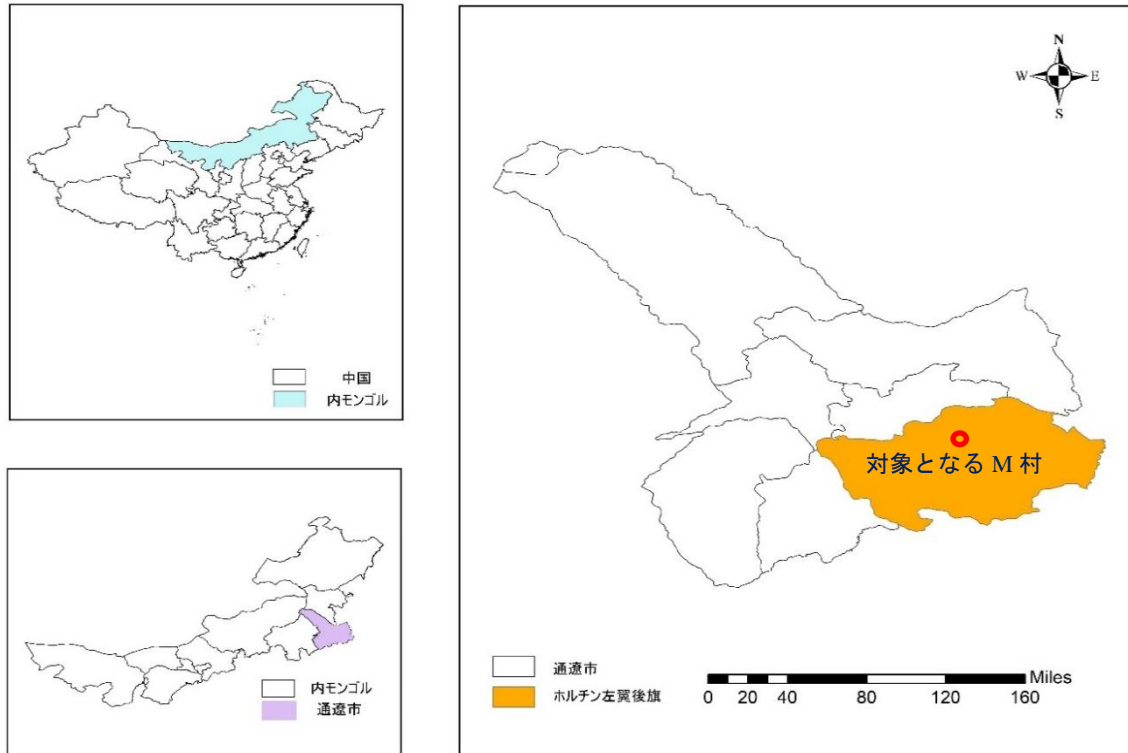 中国
内モンゴル
内モンゴル
通遼市
N
W E
S
対象となる M 村
通遼市
ホルチン左翼後旗
Miles
0 20 40 80 120 160